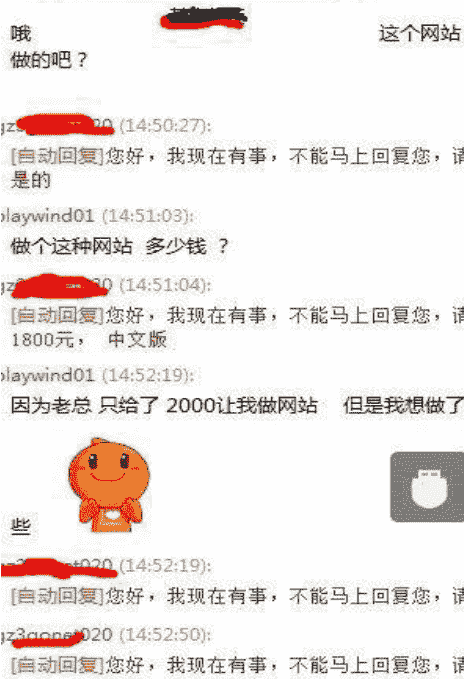 哦 这个网站
做的吧？
20 (14:50:27):
[自动回复]您好，我现在有事，不能马上回复您，请
是的
playwind01 (14:51:03):
做个这种网站 多少钱 ？
0 (14:51:04):
[自动回复]您好，我现在有事，不能马上回复您，请
1800元， 中文版
playwind01 (14:52:19):
因为老总 只给了 2000让我做网站 但是我想做了
些
020 (14:52:19):
[自动回复]您好，我现在有事，不能马上回复您，请
gz3gonet020 (14:52:50):
[自动回复]您好，我现在有事，不能马上回复您，请